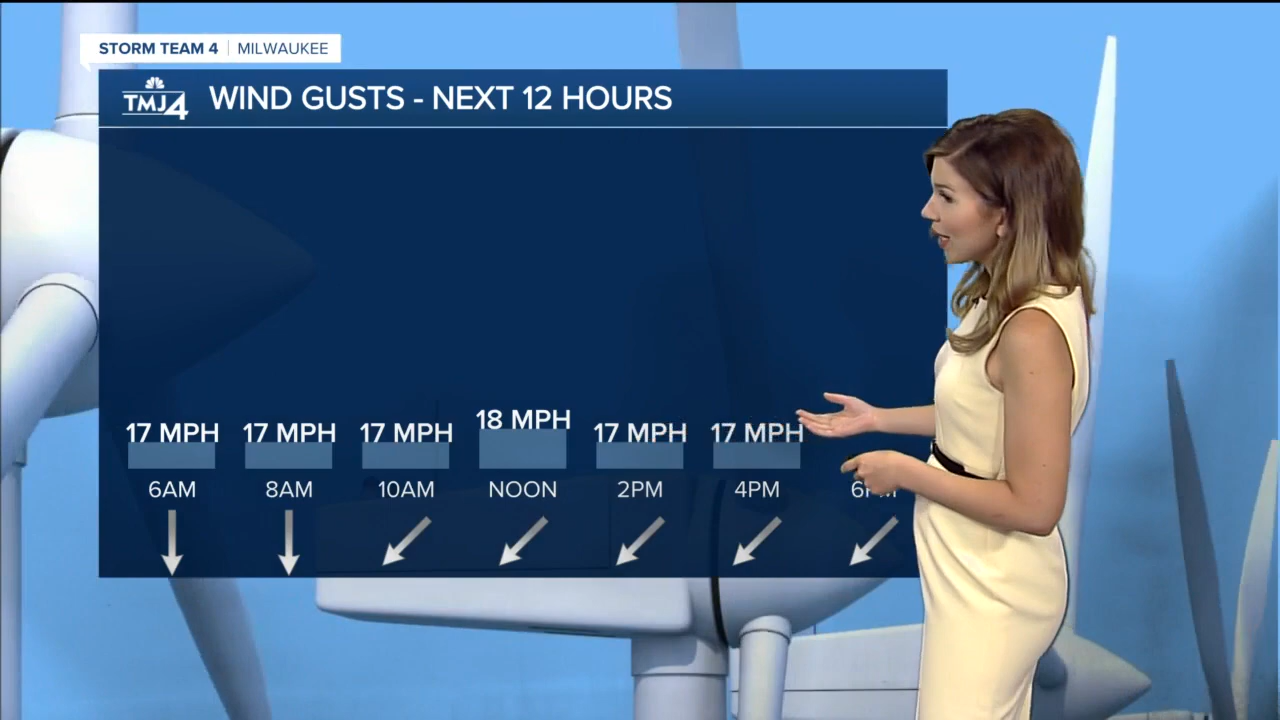 STORM TEAM 4 | MILWAUKEE
TMJ4 WIND GUSTS - NEXT 12 HOURS
17 MPH 17 MPH 17 MPH 18 MPH 17 MPH 17 MPH
6AM 8AM 10AM NOON 2PM 4PM 6PM